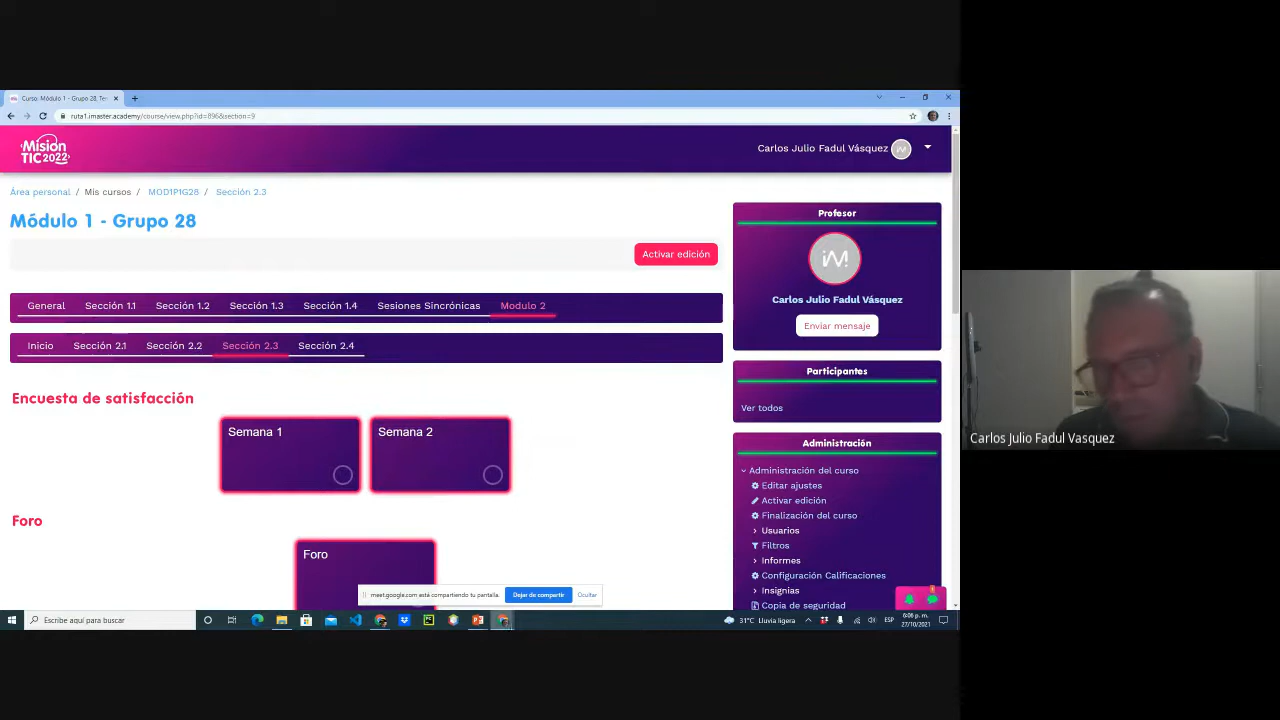 Curso: Módulo 1 - Grupo 28, Te
ruta1.imaster.academy/course/view.php?id=896&section=9
Misión
TIC2022
Carlos Julio Fadul Vásquez
Área personal / Mis cursos / MOD1P1G28 / Sección 2.3
Módulo 1 - Grupo 28
Activar edición
General Sección 1.1 Sección 1.2 Sección 1.3 Sección 1.4 Sesiones Sincrónicas Modulo 2
Inicio Sección 2.1 Sección 2.2 Sección 2.3 Sección 2.4
Encuesta de satisfacción
Semana 1 Semana 2
Foro
Foro
Profesor
Carlos Julio Fadul Vásquez
Enviar mensaje
Participantes
Ver todos
Administración
Administración del curso
Editar ajustes
Activar edición
Finalización del curso
Usuarios
Filtros
Informes
Configuración Calificaciones
Insignias
Copia de seguridad
meet.google.com está compartiendo tu pantalla. Dejar de compartir Ocultar
Escribe aquí para buscar
31°C Lluvia ligera
ESP
6:06 p. m.
27/10/2021
Carlos Julio Fadul Vasquez